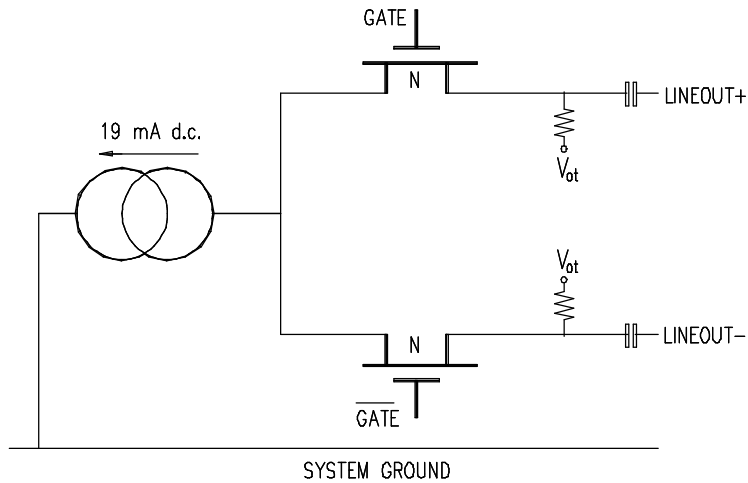 GATE
N
LINEOUT+
19 mA d.c.
Vot
Vot
N
LINEOUT–
GATE
SYSTEM GROUND